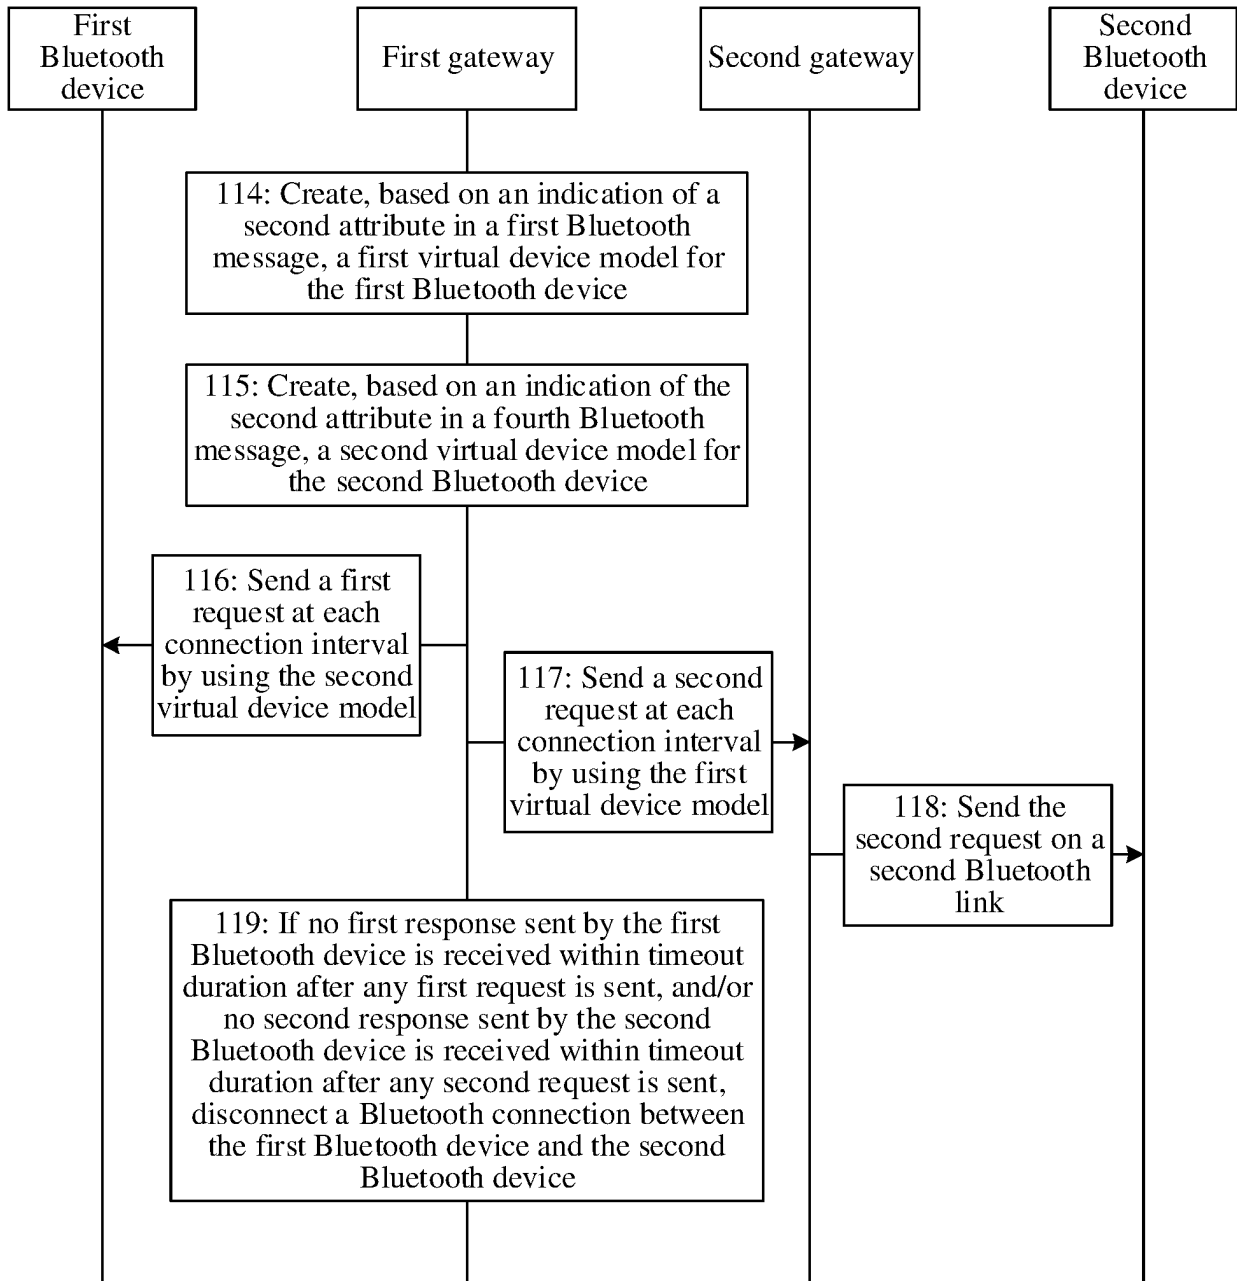 First
Bluetooth
device
First gateway
Second gateway
Second
Bluetooth
device
114: Create, based on an indication of a
second attribute in a first Bluetooth
message, a first virtual device model for
the first Bluetooth device
115: Create, based on an indication of the
second attribute in a fourth Bluetooth
message, a second virtual device model for
the second Bluetooth device
116: Send a first
request at each
connection interval
by using the second
virtual device model
117: Send a second
request at each
connection interval
by using the first
virtual device model
118: Send the
second request on a
second Bluetooth
link
119: If no first response sent by the first
Bluetooth device is received within timeout
duration after any first request is sent, and/or
no second response sent by the second
Bluetooth device is received within timeout
duration after any second request is sent,
disconnect a Bluetooth connection between
the first Bluetooth device and the second
Bluetooth device